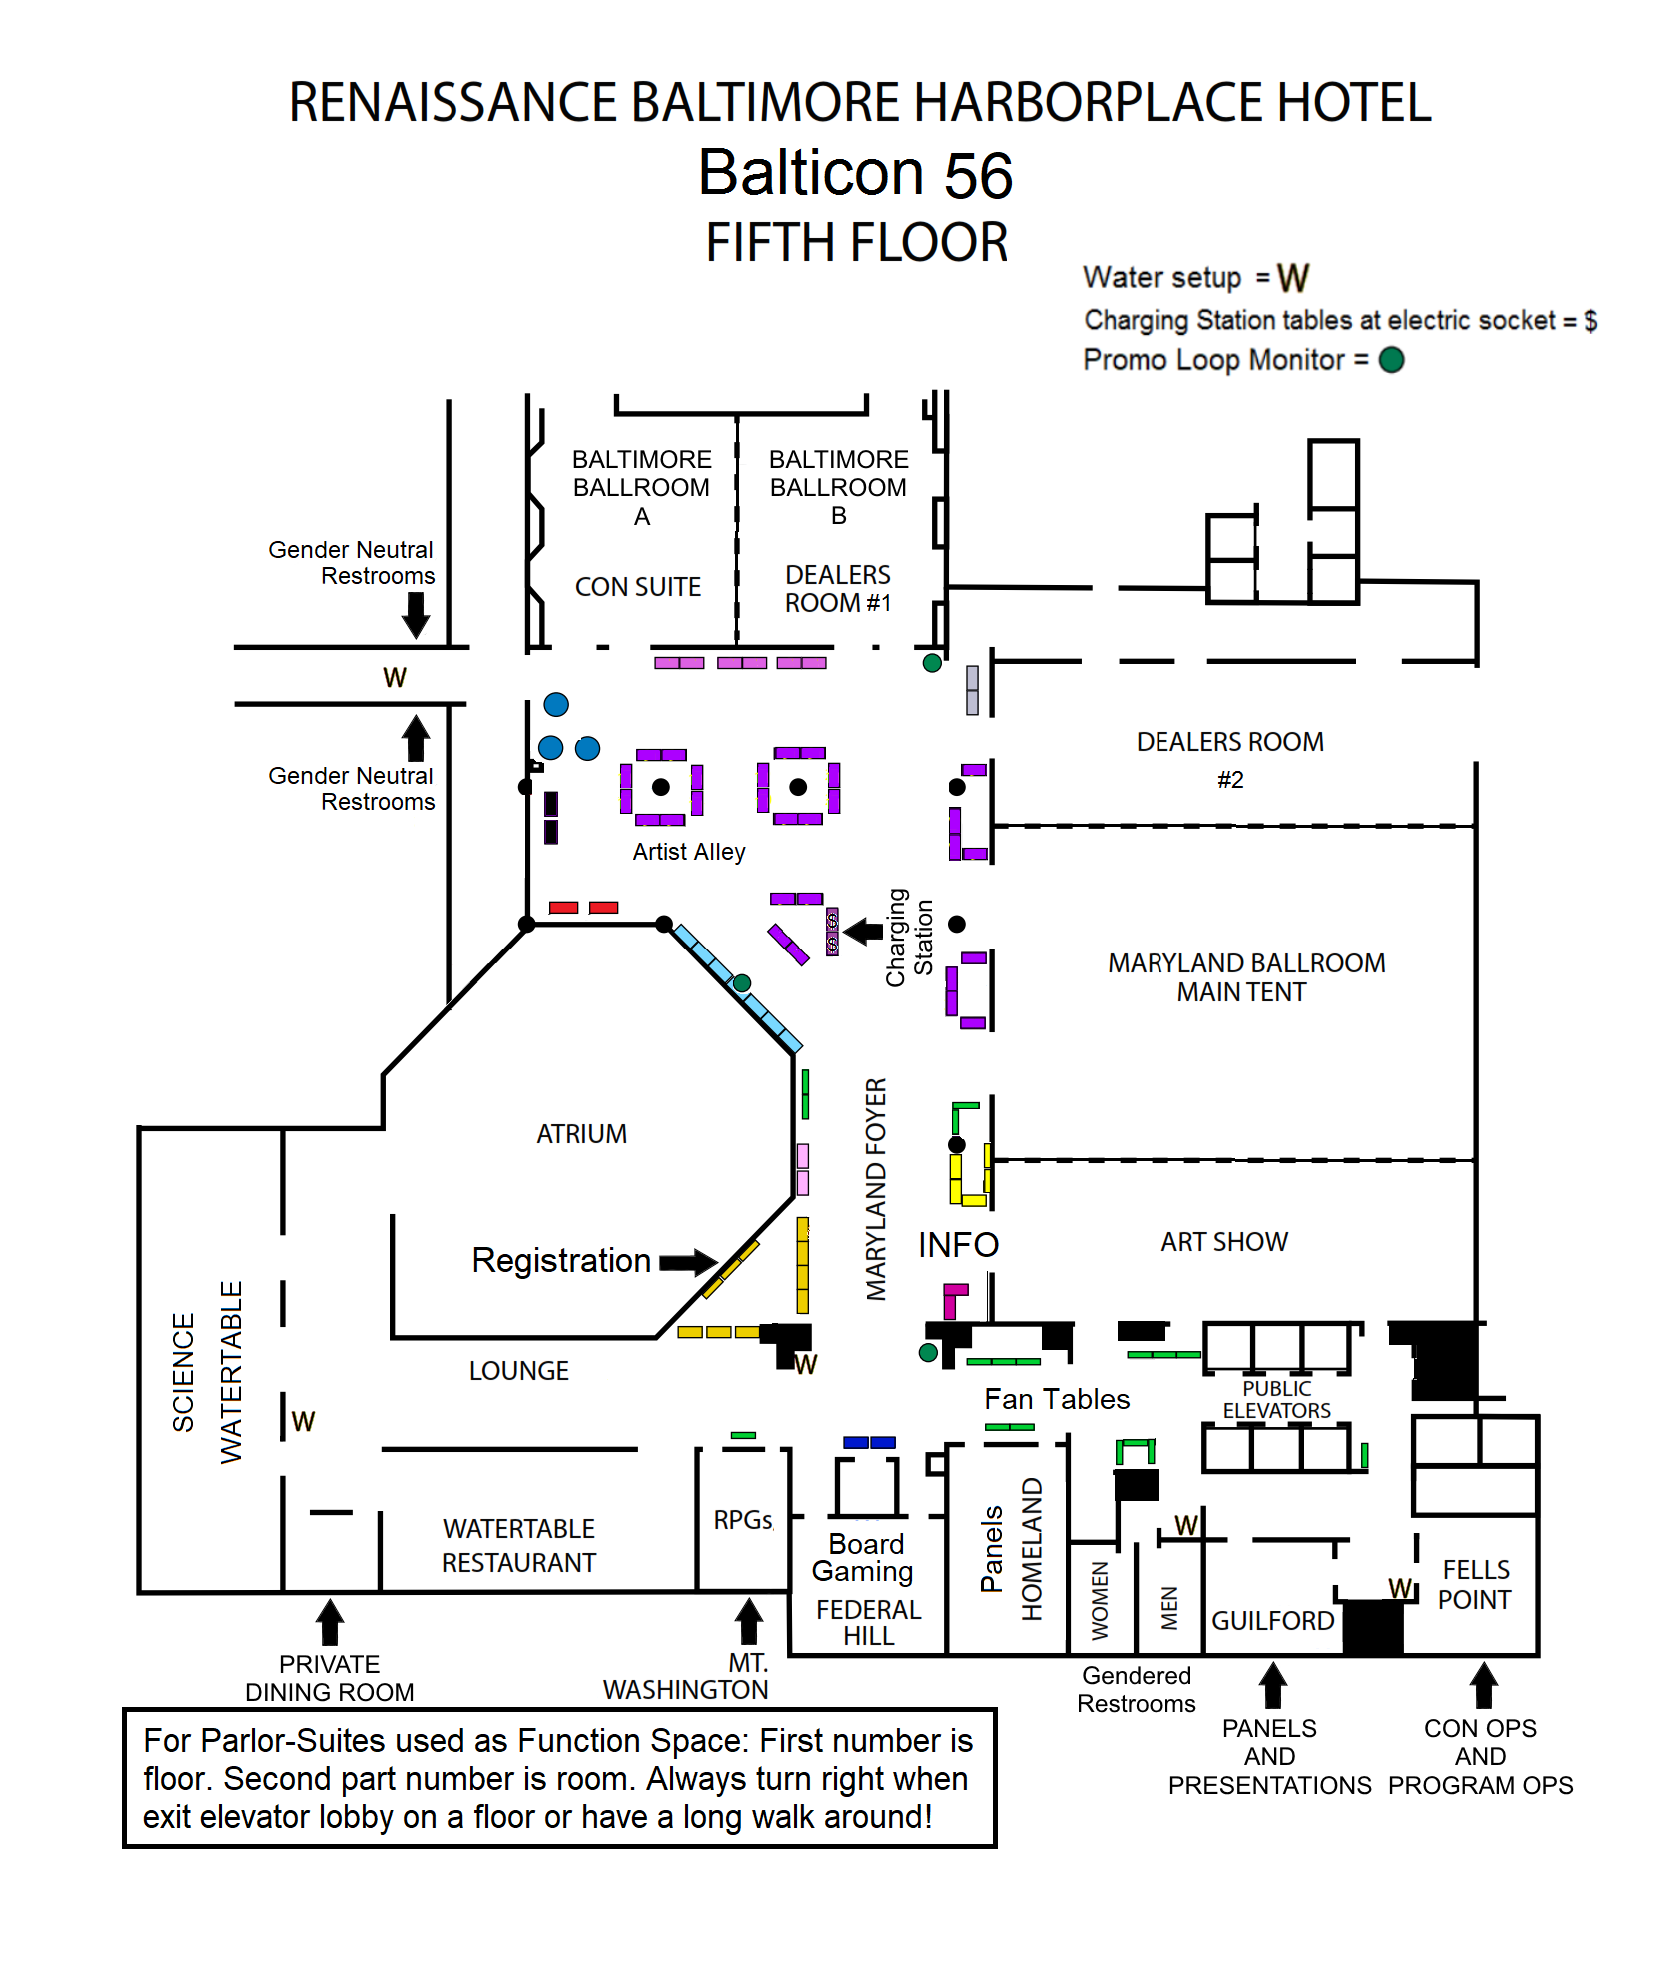 RENAISSANCE BALTIMORE HARBORPLACE HOTEL
Balticon 56
FIFTH FLOOR
Water setup = W
Charging Station tables at electric socket = $
Promo Loop Monitor =
BALTIMORE
BALLROOM
A
CON SUITE
BALTIMORE
BALLROOM
B
DEALERS
ROOM #1
Gender Neutral
Restrooms
W
Gender Neutral
Restrooms
DEALERS ROOM
#2
Artist Alley
$
$
Charging
Station
MARYLAND BALLROOM
MAIN TENT
ATRIUM
MARYLAND FOYER
Registration
INFO
ART SHOW
SCIENCE
WATERTABLE
LOUNGE
W
W
Fan Tables
PUBLIC
ELEVATORS
WATERTABLE
RESTAURANT
RPGs
Board
Gaming
FEDERAL
HILL
Panels
HOMELAND
WOMEN
MEN
W
GUILFORD
W
FELLS
POINT
PRIVATE
DINING ROOM
MT.
WASHINGTON
Gendered
Restrooms
PANELS
AND
PRESENTATIONS
CON OPS
AND
PROGRAM OPS
For Parlor-Suites used as Function Space: First number is
floor. Second part number is room. Always turn right when
exit elevator lobby on a floor or have a long walk around!